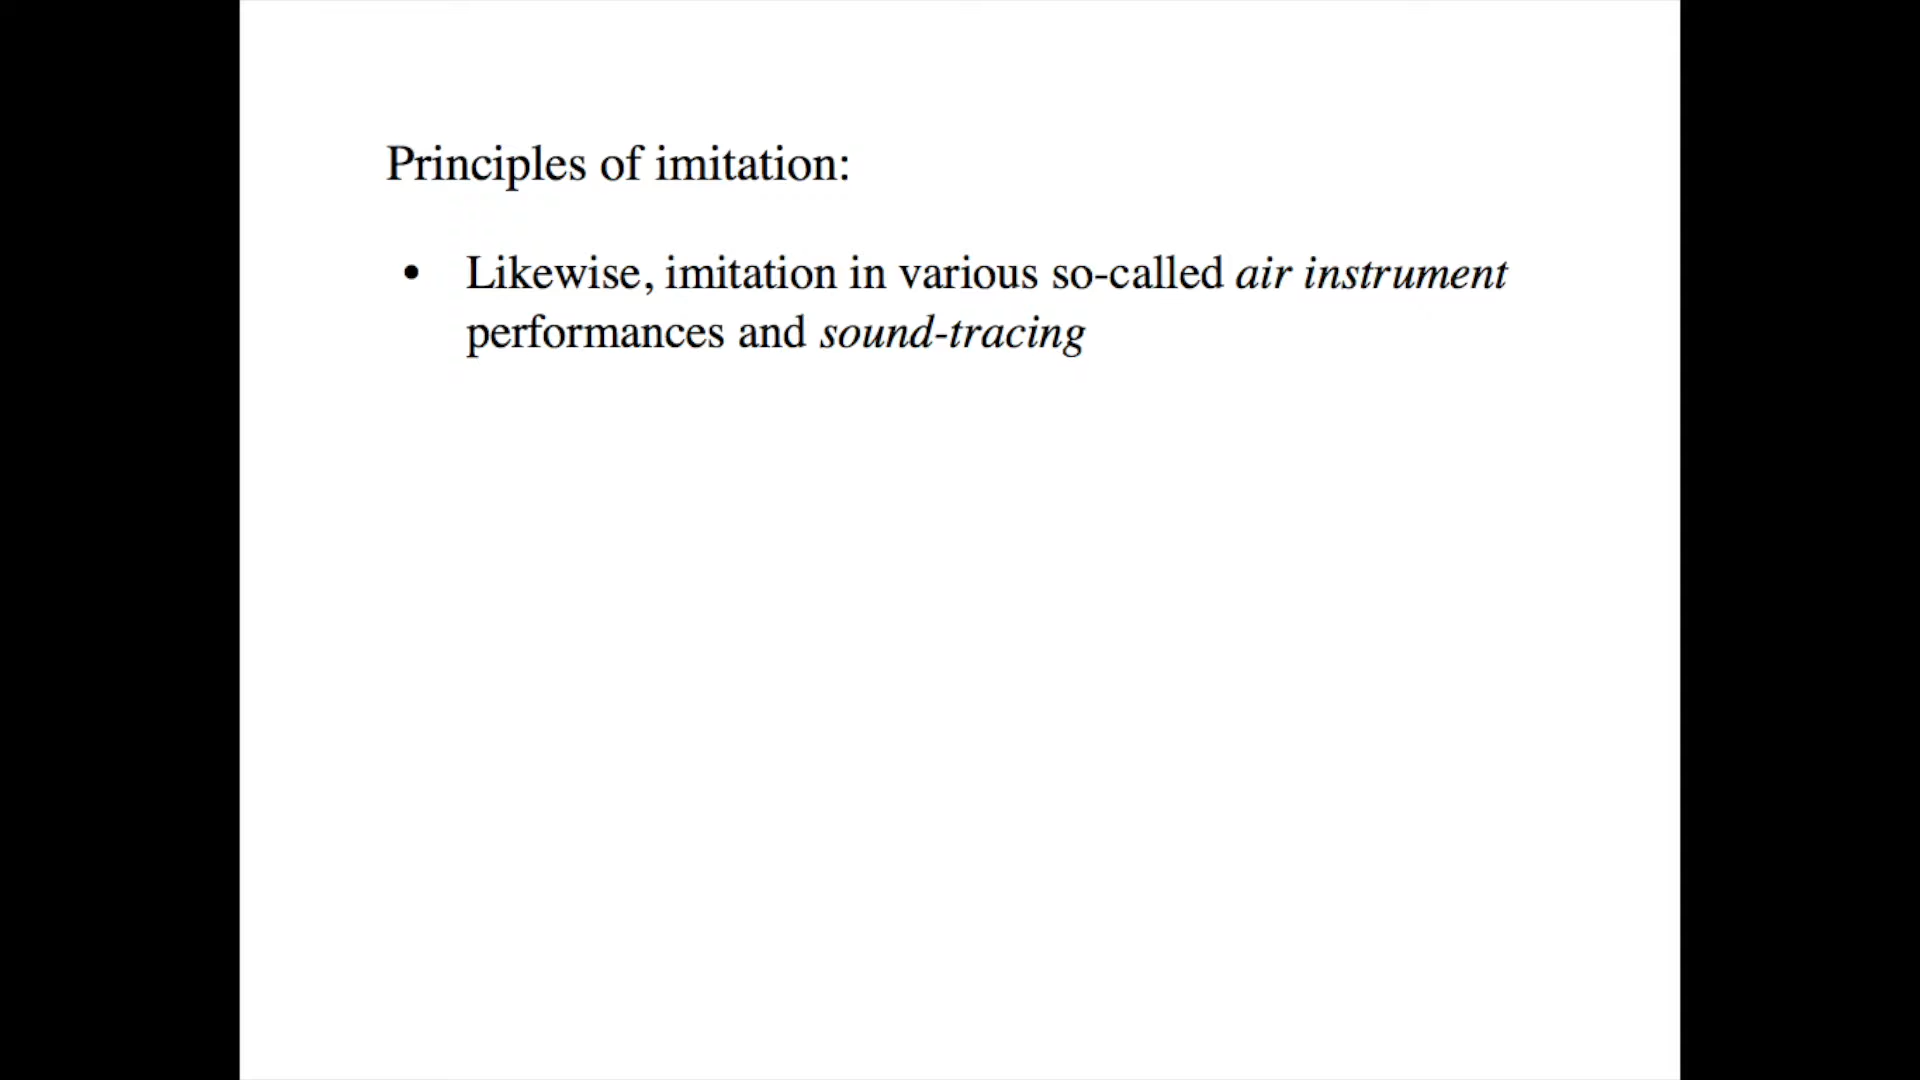 Principles of imitation:
• Likewise, imitation in various so-called air instrument
performances and sound-tracing